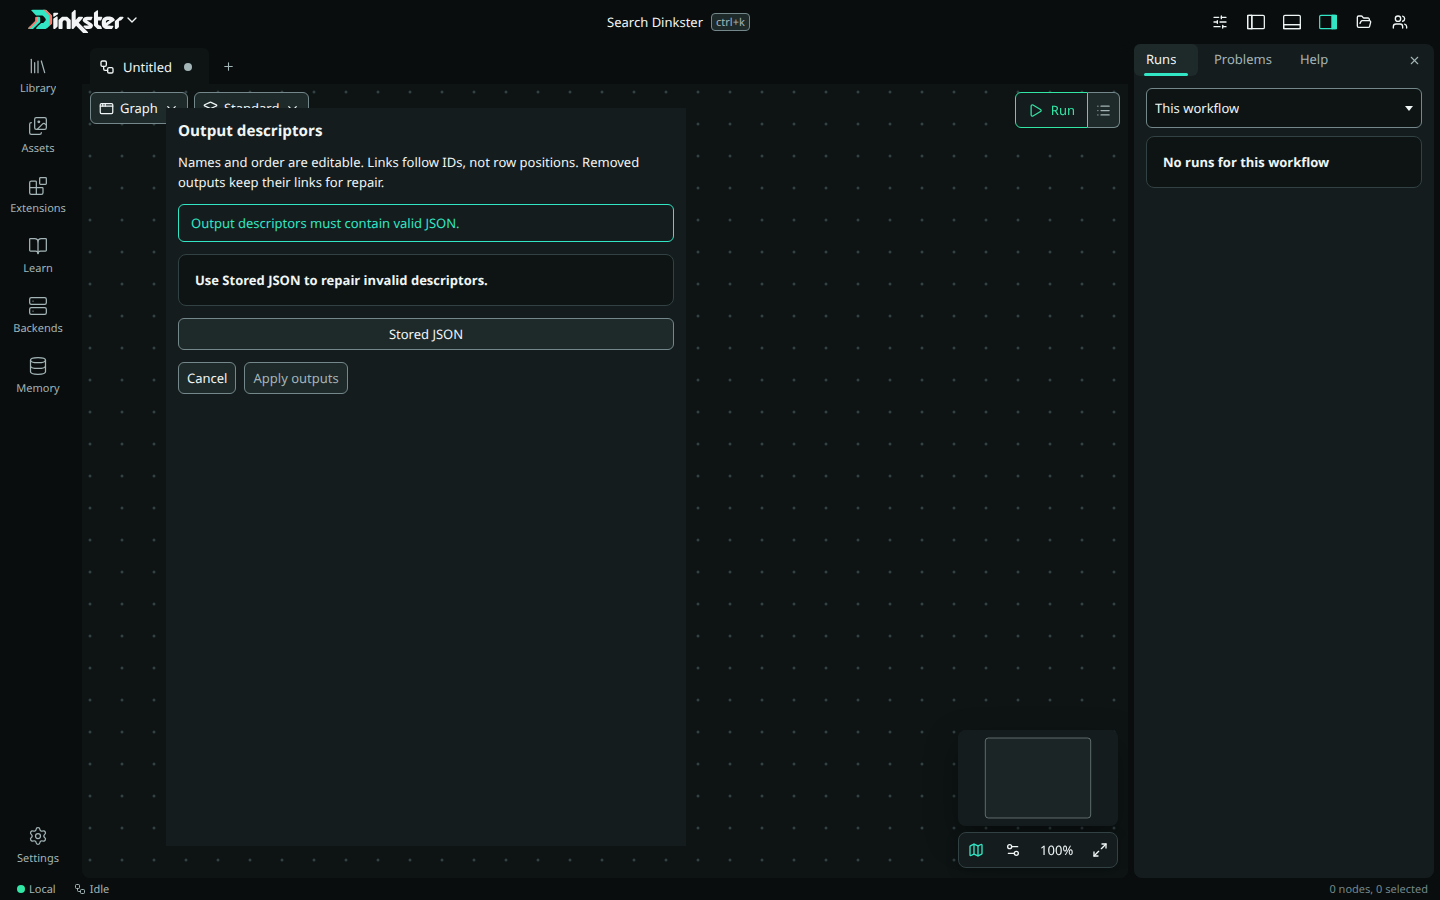 Dinkster
Search Dinkster ctrl+k
Library
Assets
Extensions
Learn
Backends
Memory
Settings
Untitled
Graph
Standard
Run
Output descriptors
Names and order are editable. Links follow IDs, not row positions. Removed
outputs keep their links for repair.
Output descriptors must contain valid JSON.
Use Stored JSON to repair invalid descriptors.
Stored JSON
Cancel Apply outputs
100%
Runs Problems Help
This workflow
No runs for this workflow
Local Idle
0 nodes, 0 selected